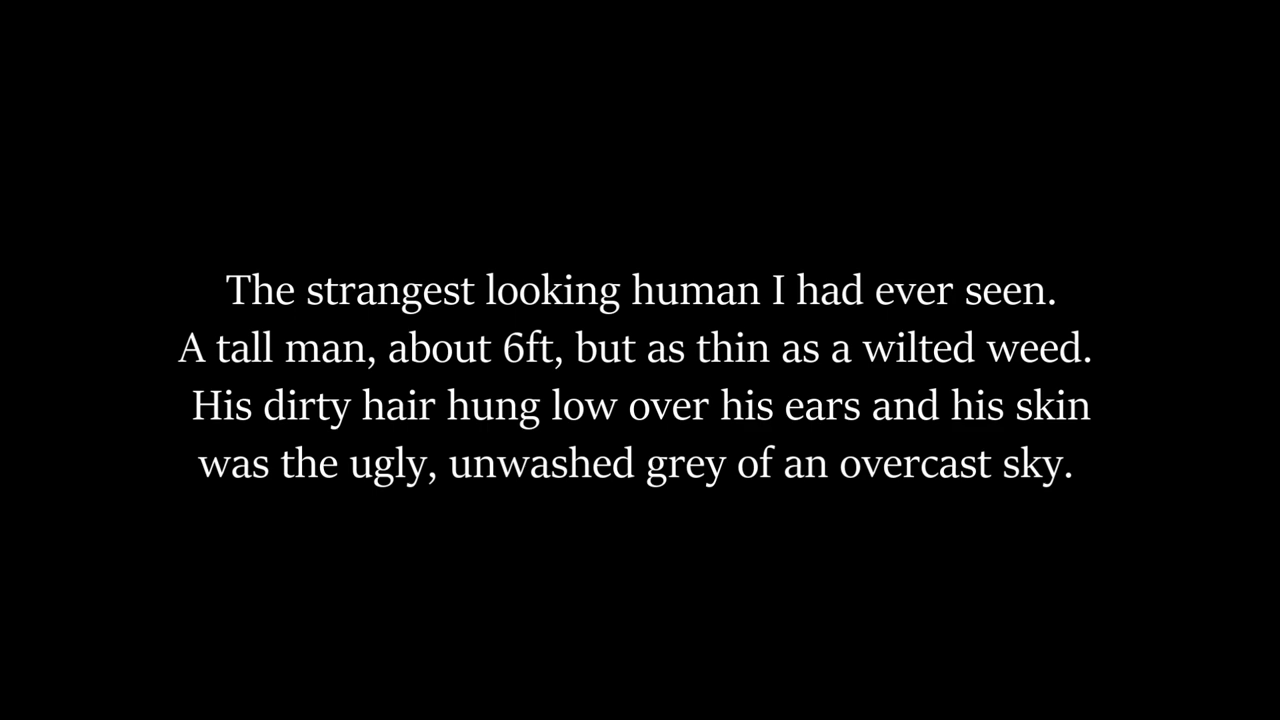 The strangest looking human I had ever seen.
A tall man, about 6ft, but as thin as a wilted weed.
His dirty hair hung low over his ears and his skin
was the ugly, unwashed grey of an overcast sky.